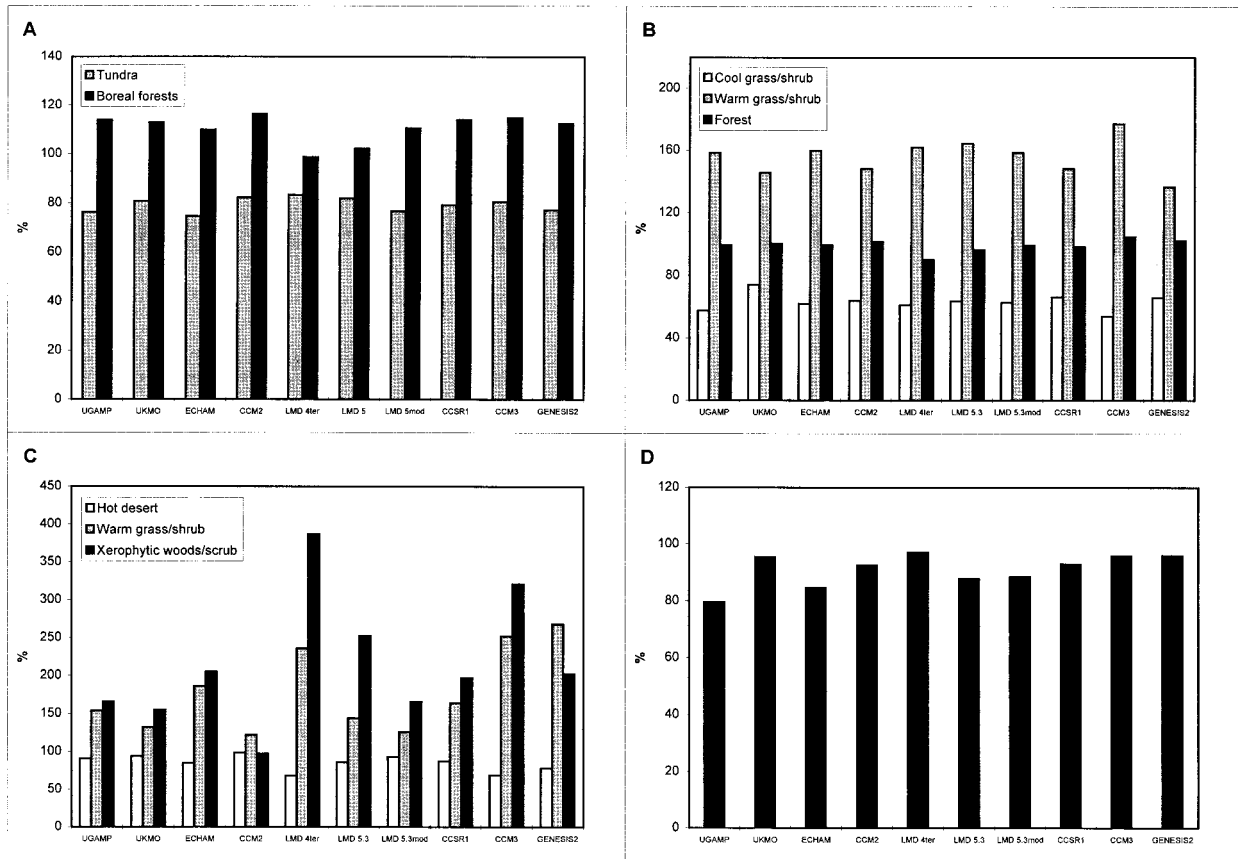 A
140
120
100
80
60
40
20
0
%
Tundra
Boreal forests
UGAMP UKMO ECHAM CCM2 LMD 4ter LMD 5 LMD 5mod CCSR1 CCM3 GENESIS2
B
200
160
120
80
40
0
%
Cool grass/shrub
Warm grass/shrub
Forest
UGAMP UKMO ECHAM CCM2 LMD 4ter LMD 5.3 LMD 5.3mod CCSR1 CCM3 GENESIS2
C
450
400
350
300
250
200
150
100
50
0
%
Hot desert
Warm grass/shrub
Xerophytic woods/scrub
UGAMP UKMO ECHAM CCM2 LMD 4ter LMD 5.3 LMD 5.3mod CCSR1 CCM3 GENESIS2
D
120
100
80
60
40
20
0
%
UGAMP UKMO ECHAM CCM2 LMD 4ter LMD 5.3 LMD 5.3mod CCSR1 CCM3 GENESIS2